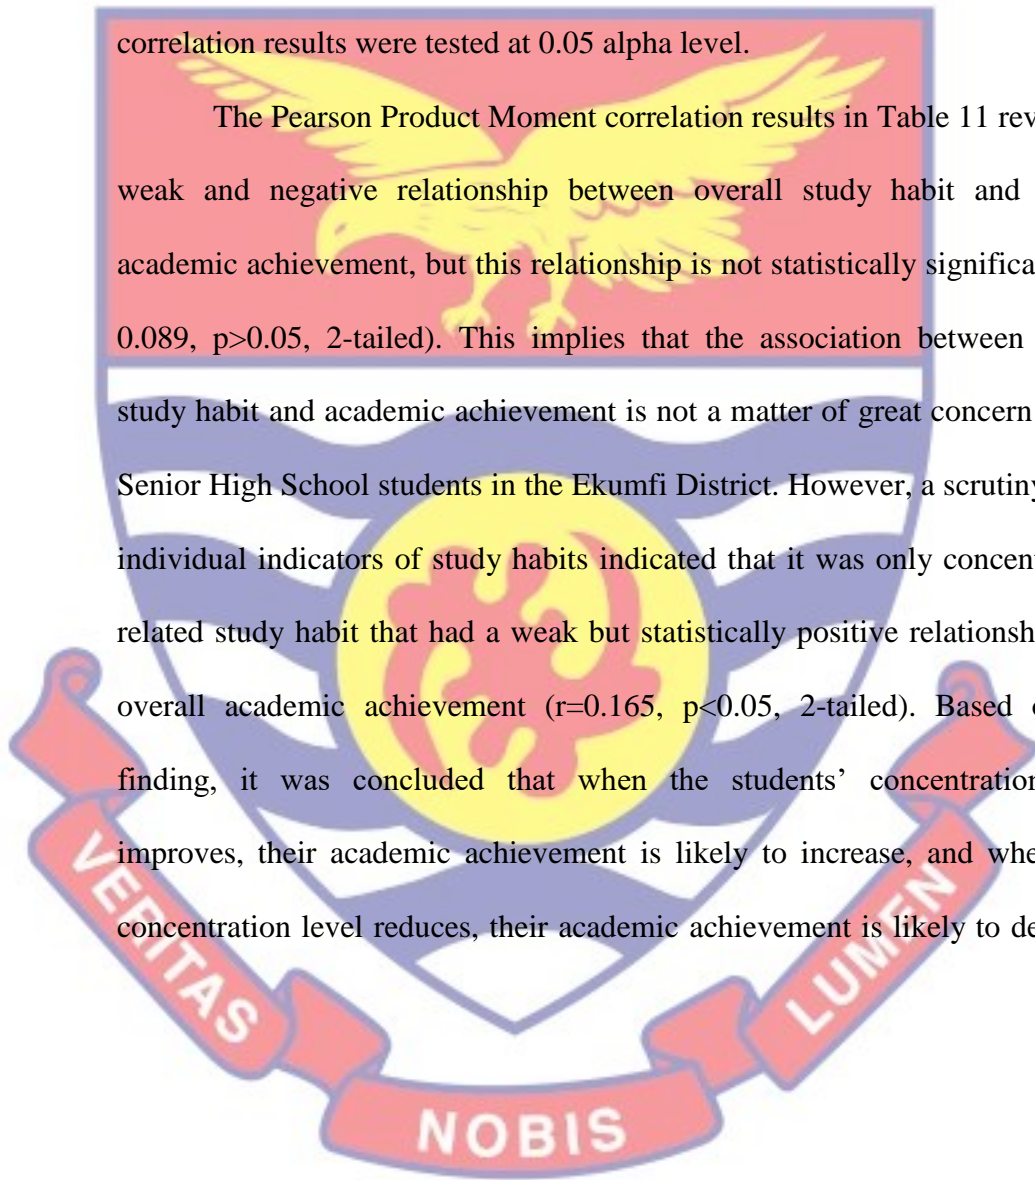 correlation results were tested at 0.05 alpha level.
The Pearson Product Moment correlation results in Table 11 rev
weak and negative relationship between overall study habit and
academic achievement, but this relationship is not statistically significa
0.089, p>0.05, 2-tailed). This implies that the association between
study habit and academic achievement is not a matter of great concern
Senior High School students in the Ekumfi District. However, a scrutiny
individual indicators of study habits indicated that it was only concent
related study habit that had a weak but statistically positive relationsh
overall academic achievement (r=0.165, p<0.05, 2-tailed). Based o
finding, it was concluded that when the students’ concentration
improves, their academic achievement is likely to increase, and whe
concentration level reduces, their academic achievement is likely to de
VERITAS
NOBIS
LUMEN